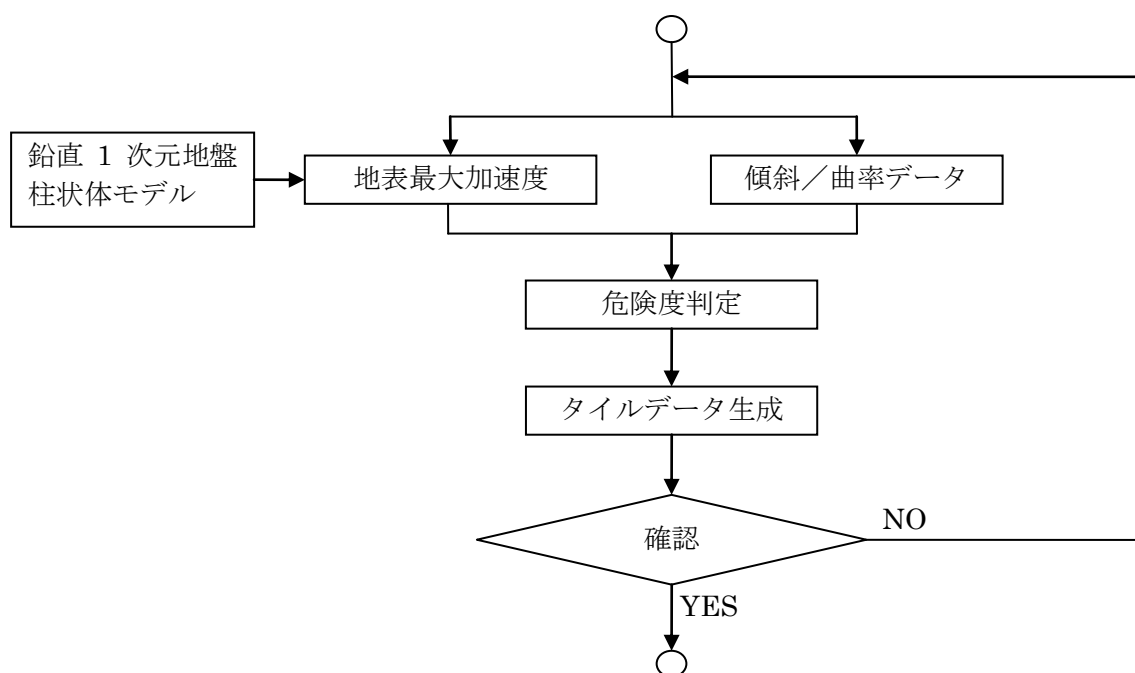 鉛直 1 次元地盤
柱状体モデル
地表最大加速度
傾斜／曲率データ
危険度判定
タイルデータ生成
確認
NO
YES